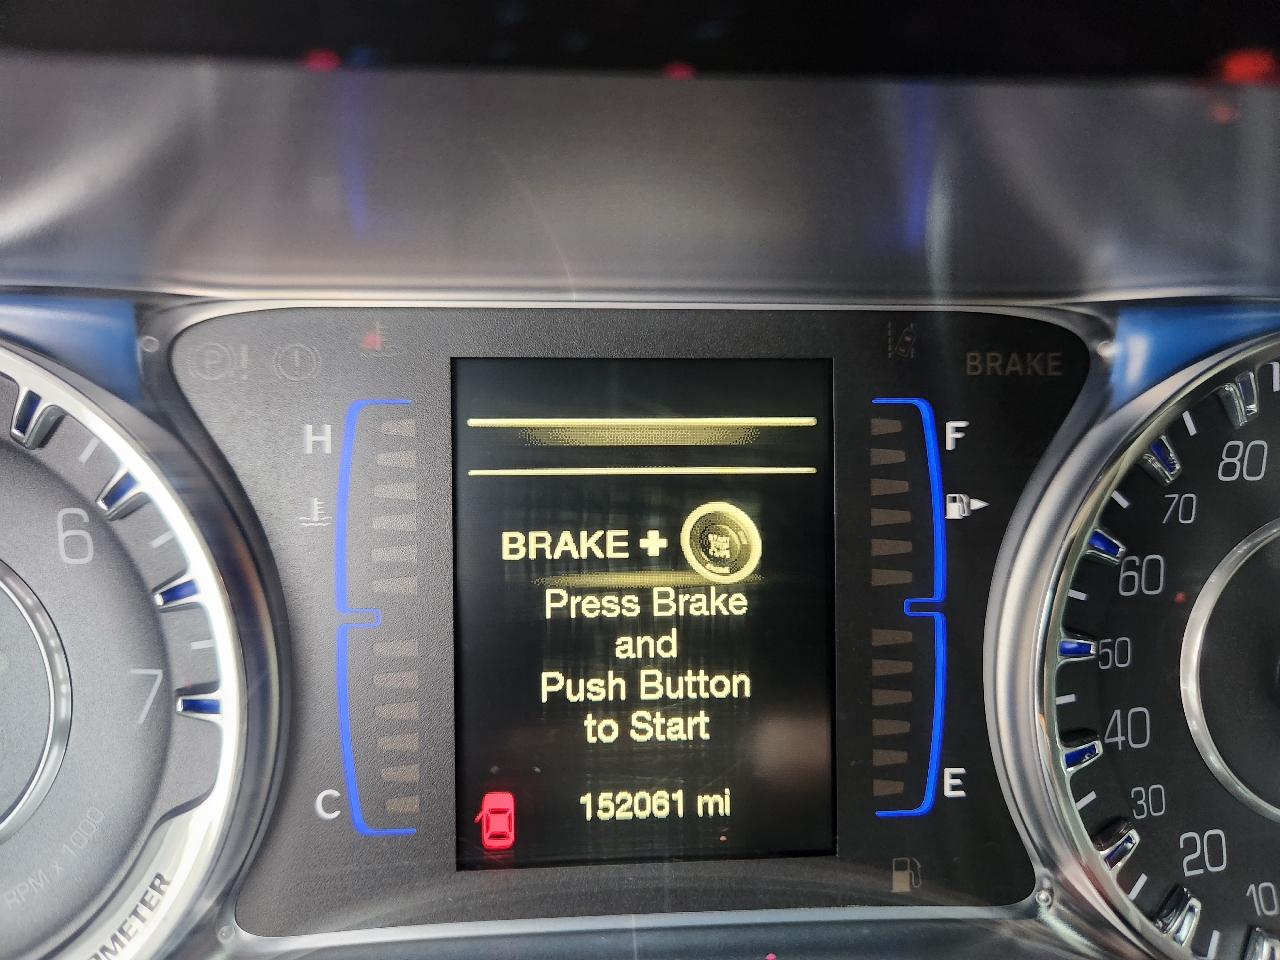 BRAKE
H
F
BRAKE +
Press Brake
and
Push Button
to Start
152061 mi
C
E
6
7
RPM x 1000
80
70
60
50
40
30
20
10